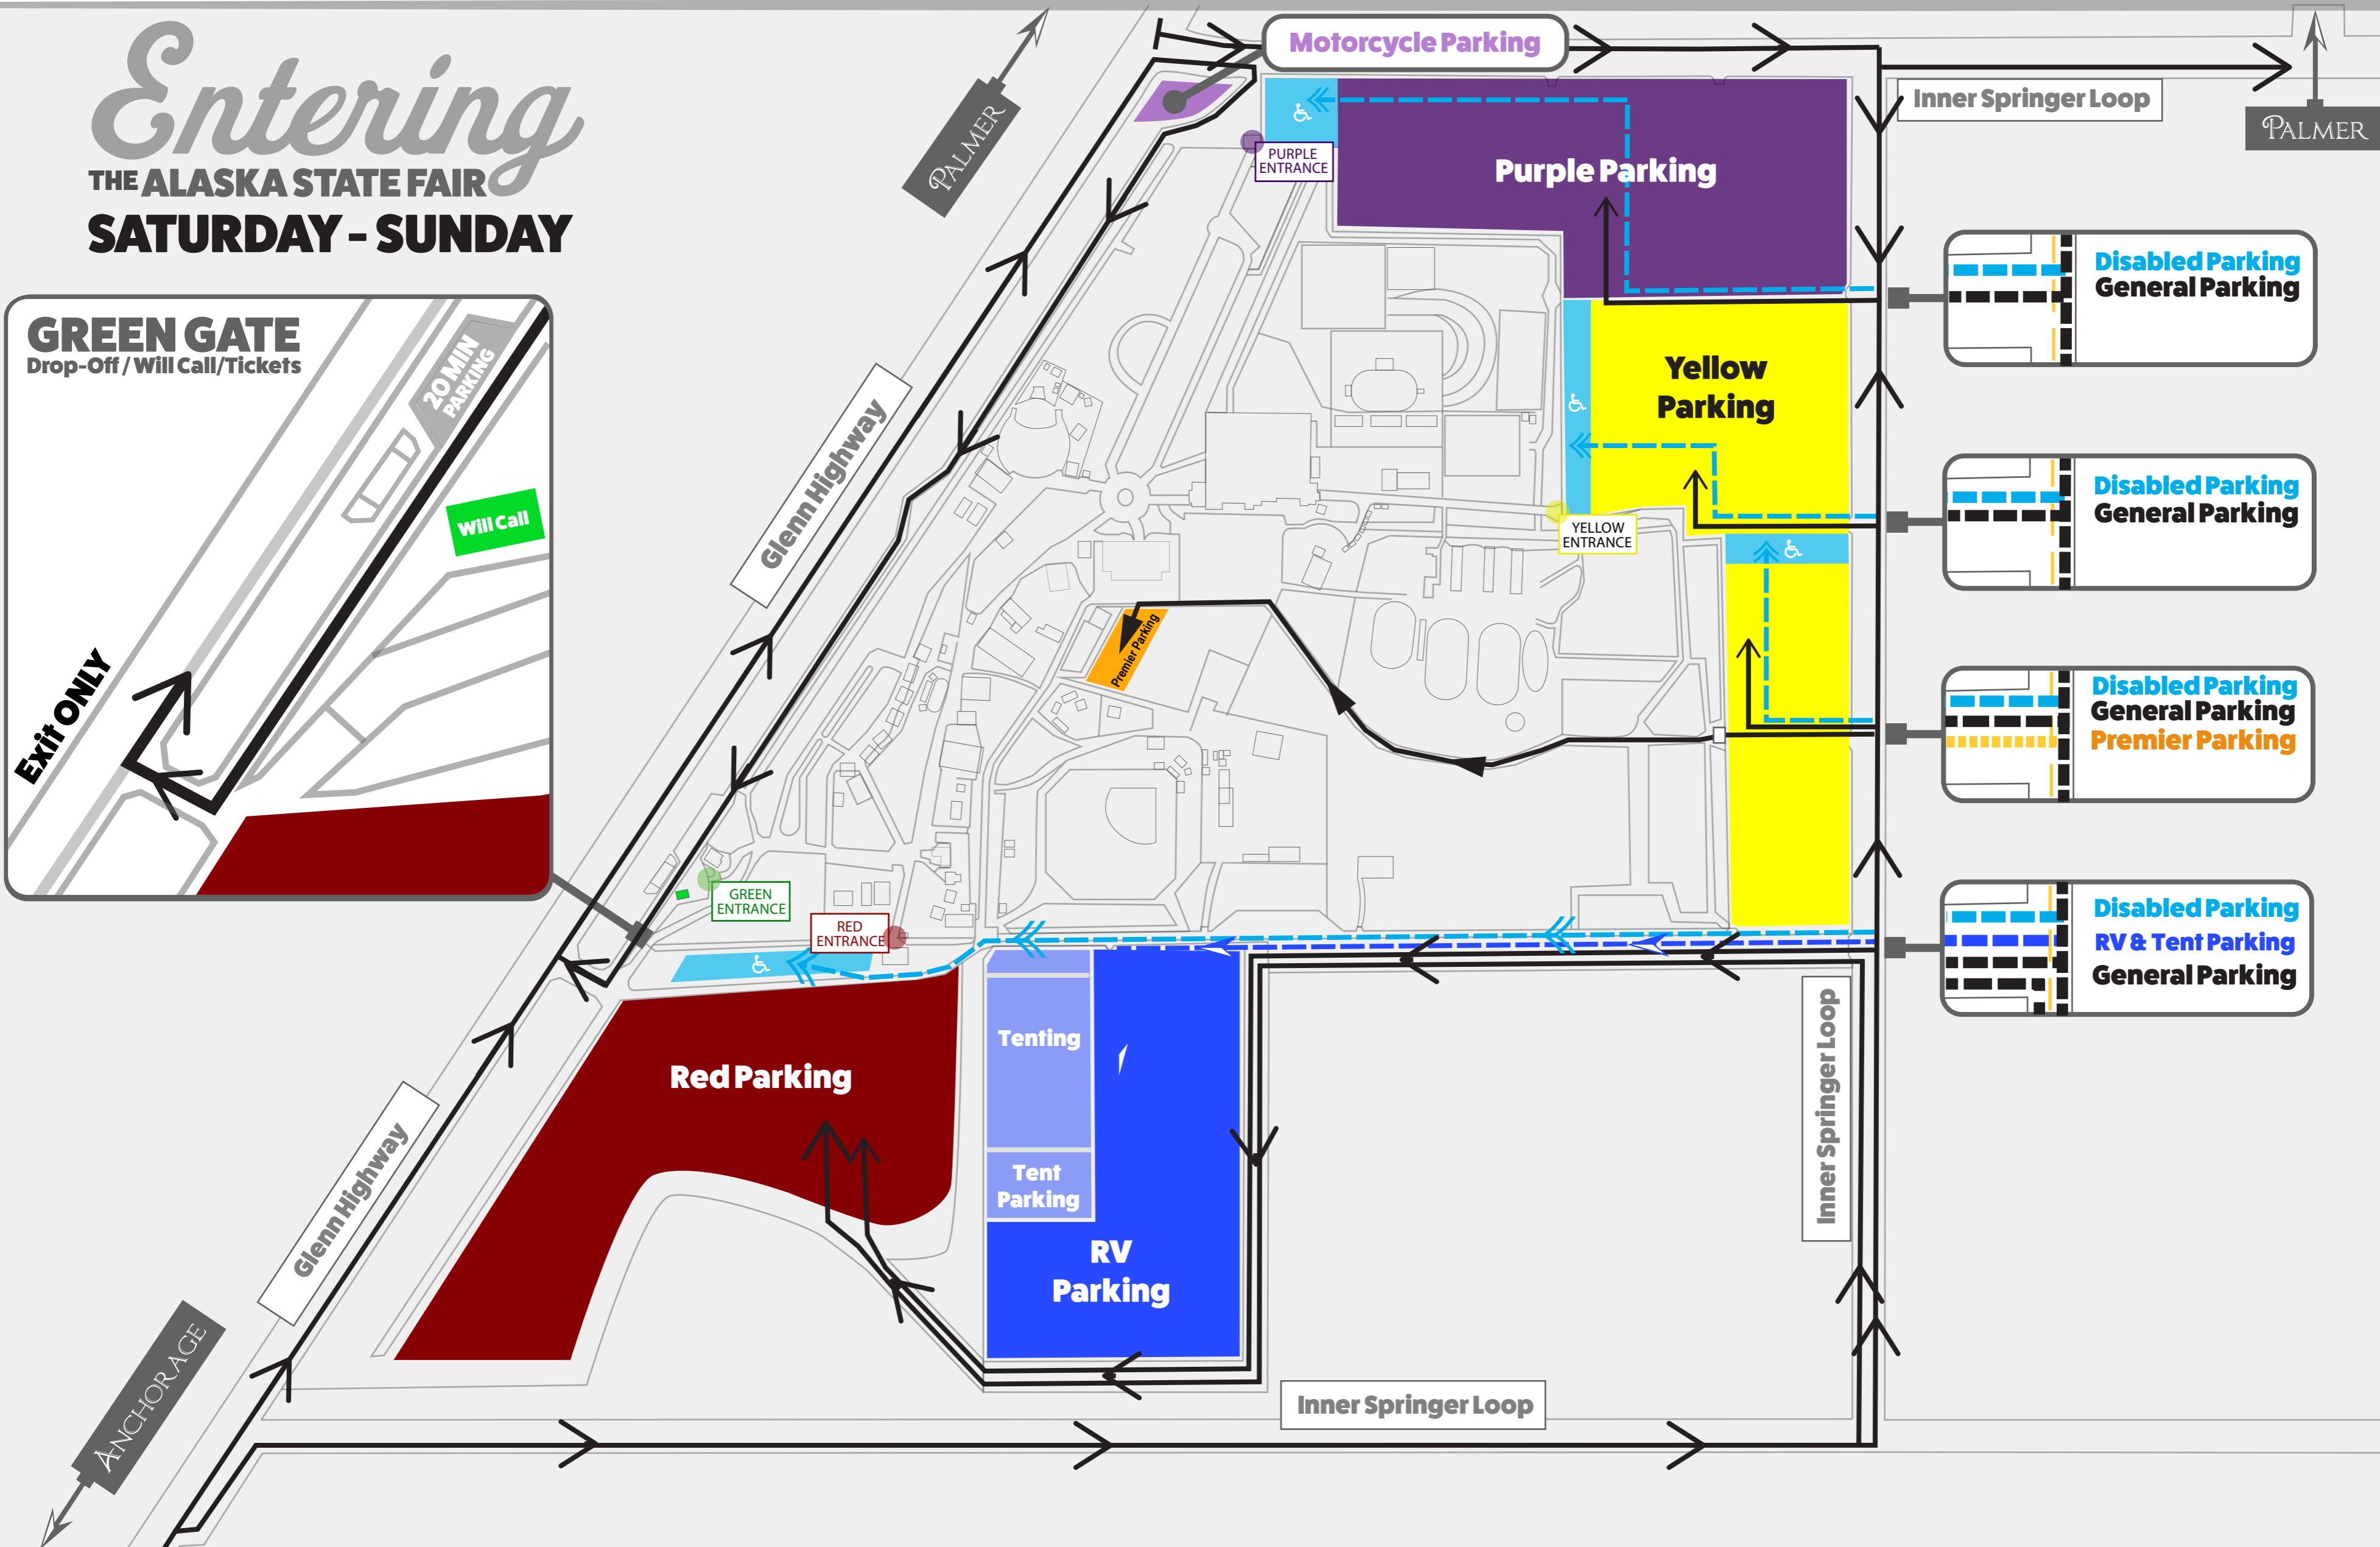 Entering
THE ALASKA STATE FAIR
SATURDAY - SUNDAY
GREEN GATE
Drop-Off / Will Call/Tickets
20 MIN
PARKING
Will Call
Exit ONLY
PALMER
Motorcycle Parking
Inner Springer Loop
PALMER
PURPLE
ENTRANCE
Purple Parking
Disabled Parking
General Parking
Glenn Highway
Yellow
Parking
Disabled Parking
General Parking
YELLOW
ENTRANCE
Premier Parking
Disabled Parking
General Parking
Premier Parking
GREEN
ENTRANCE
RED
ENTRANCE
Disabled Parking
RV & Tent Parking
General Parking
Red Parking
Tenting
Tent
Parking
RV
Parking
Inner Springer Loop
Glenn Highway
ANCHORAGE
Inner Springer Loop